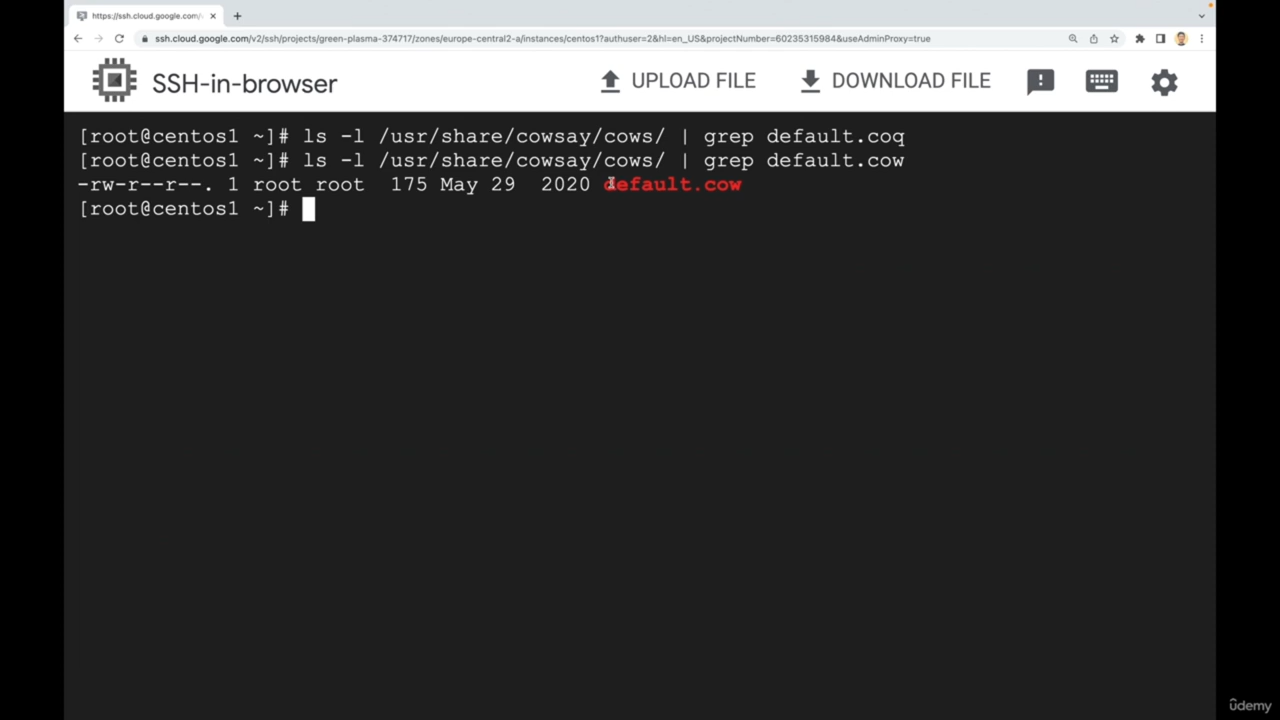 https://ssh.cloud.google.com/v
ssh.cloud.google.com/v2/ssh/projects/green-plasma-374717/zones/europe-central2-a/instances/centos1?authuser=2&hl=en_US&projectNumber=60235315984&useAdminProxy=true
SSH-in-browser UPLOAD FILE DOWNLOAD FILE
[root@centos1 ~]# ls -l /usr/share/cowsay/cows/ | grep default.coq
[root@centos1 ~]# ls -l /usr/share/cowsay/cows/ | grep default.cow
-rw-r--r--. 1 root root  175 May 29  2020 default.cow
[root@centos1 ~]#
ûdemy